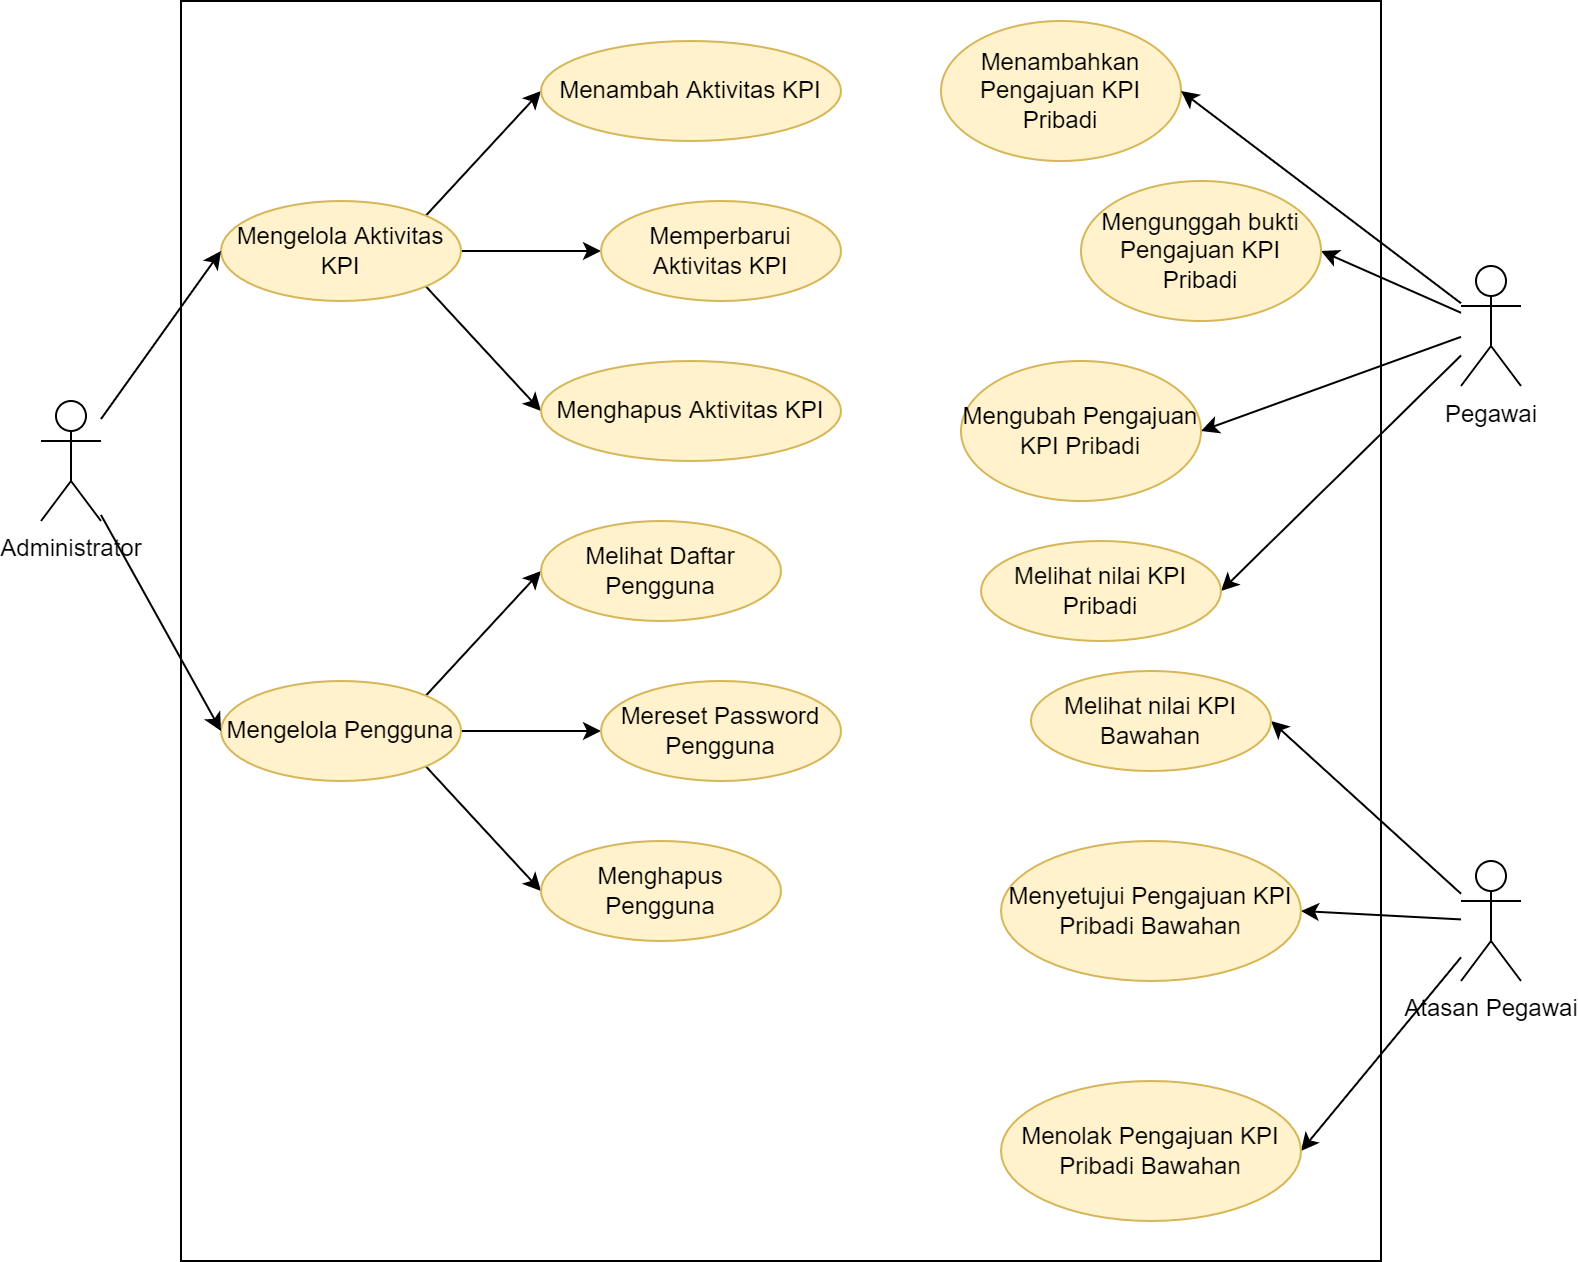 Menambah Aktivitas KPI
Mengelola Aktivitas
KPI
Memperbarui
Aktivitas KPI
Menghapus Aktivitas KPI
Administrator
Melihat Daftar
Pengguna
Mengelola Pengguna
Mereset Password
Pengguna
Menghapus
Pengguna
Menambahkan
Pengajuan KPI
Pribadi
Mengunggah bukti
Pengajuan KPI
Pribadi
Mengubah Pengajuan
KPI Pribadi
Pegawai
Melihat nilai KPI
Pribadi
Melihat nilai KPI
Bawahan
Menyetujui Pengajuan KPI
Pribadi Bawahan
Atasan Pegawai
Menolak Pengajuan KPI
Pribadi Bawahan